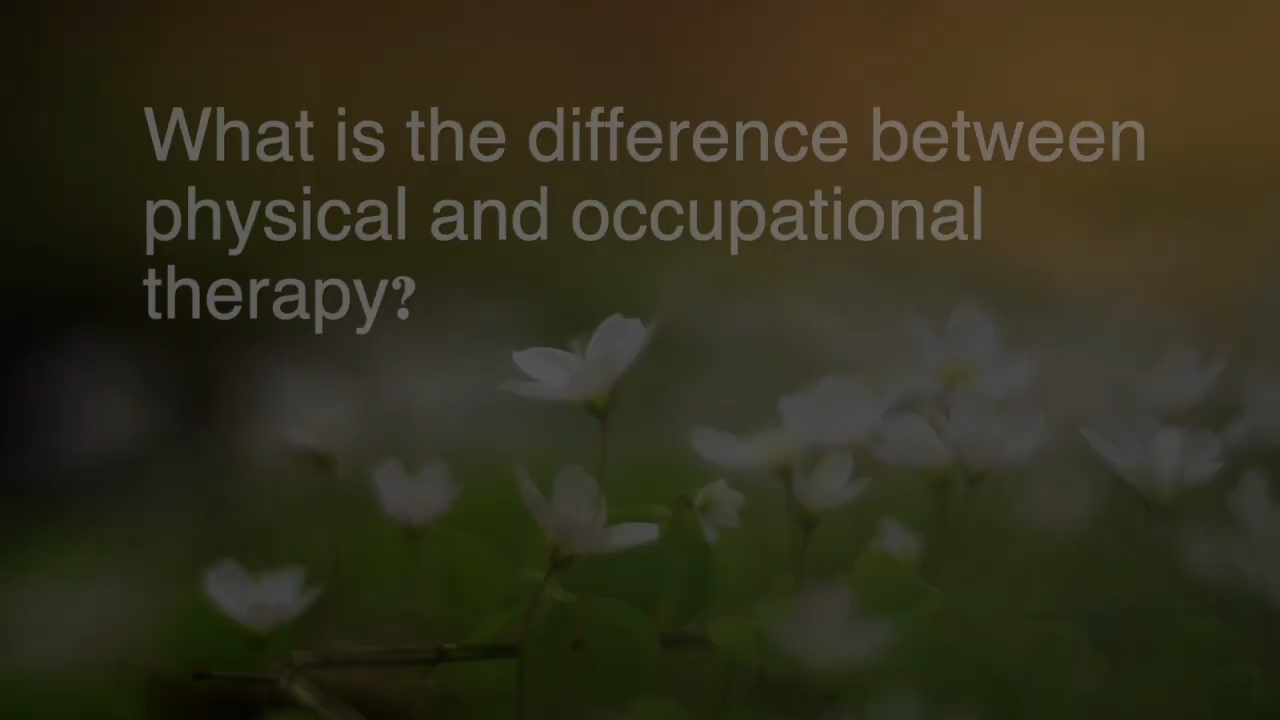 What is the difference between
physical and occupational
therapy?